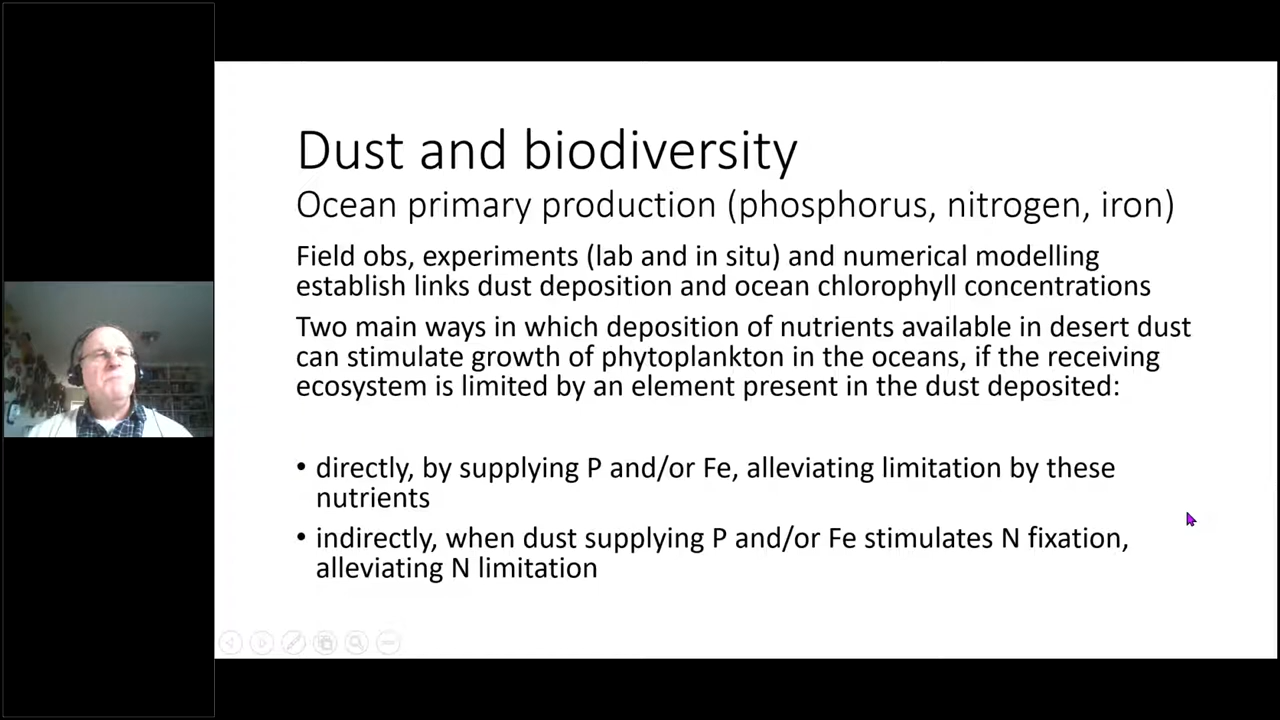 Dust and biodiversity
Ocean primary production (phosphorus, nitrogen, iron)
Field obs, experiments (lab and in situ) and numerical modelling
establish links dust deposition and ocean chlorophyll concentrations
Two main ways in which deposition of nutrients available in desert dust
can stimulate growth of phytoplankton in the oceans, if the receiving
ecosystem is limited by an element present in the dust deposited:
• directly, by supplying P and/or Fe, alleviating limitation by these
nutrients
• indirectly, when dust supplying P and/or Fe stimulates N fixation,
alleviating N limitation